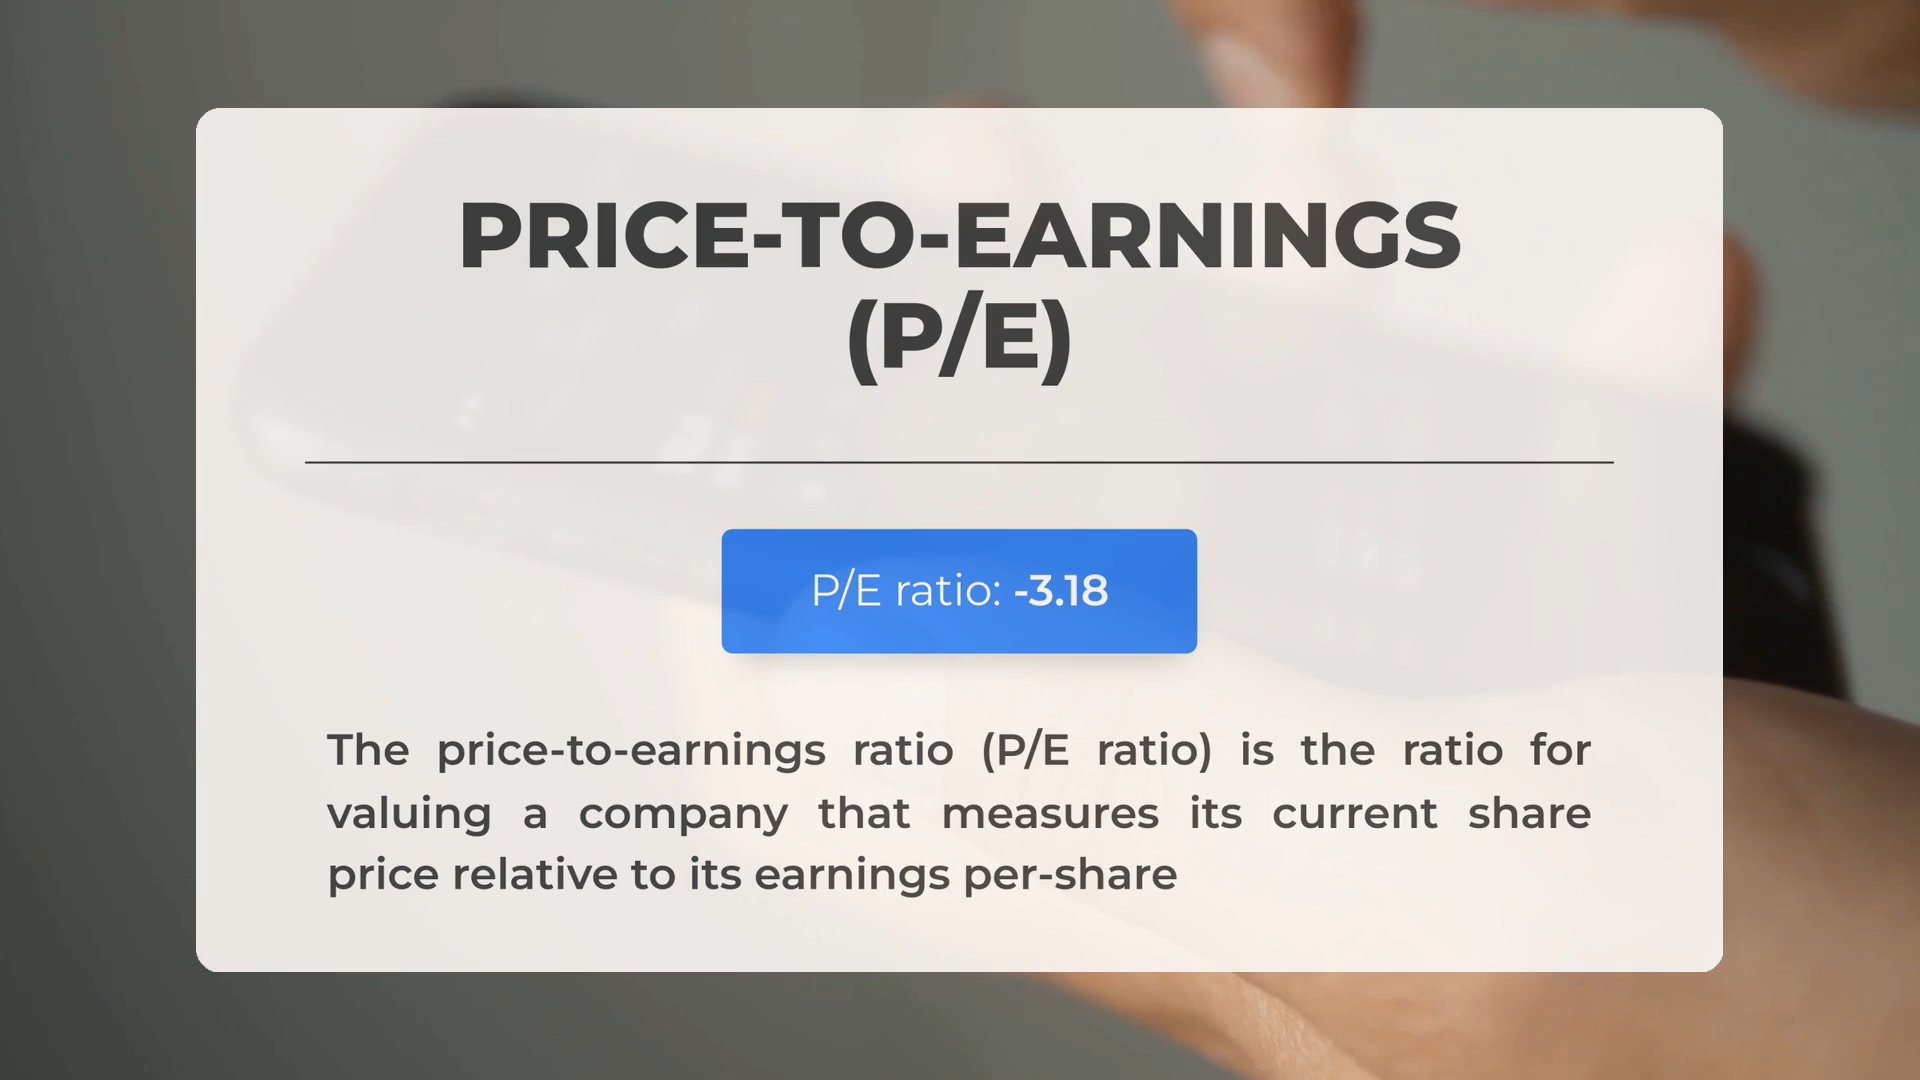 PRICE-TO-EARNINGS
(P/E)
P/E ratio: -3.18
The price-to-earnings ratio (P/E ratio) is the ratio for
valuing a company that measures its current share
price relative to its earnings per-share